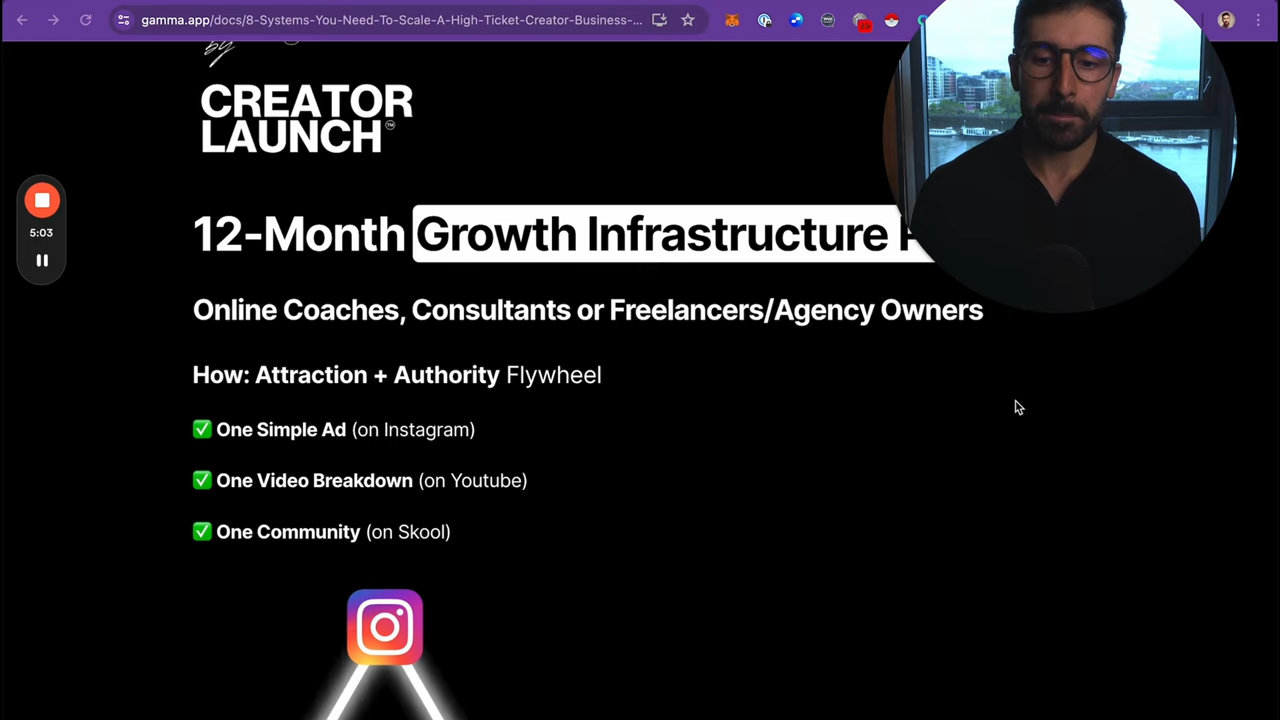 gamma.app/docs/8-Systems-You-Need-To-Scale-A-High-Ticket-Creator-Business-...
by
CREATOR
LAUNCH™
12-Month Growth Infrastructure
Online Coaches, Consultants or Freelancers/Agency Owners
How: Attraction + Authority Flywheel
✅ One Simple Ad (on Instagram)
✅ One Video Breakdown (on Youtube)
✅ One Community (on Skool)
5:03